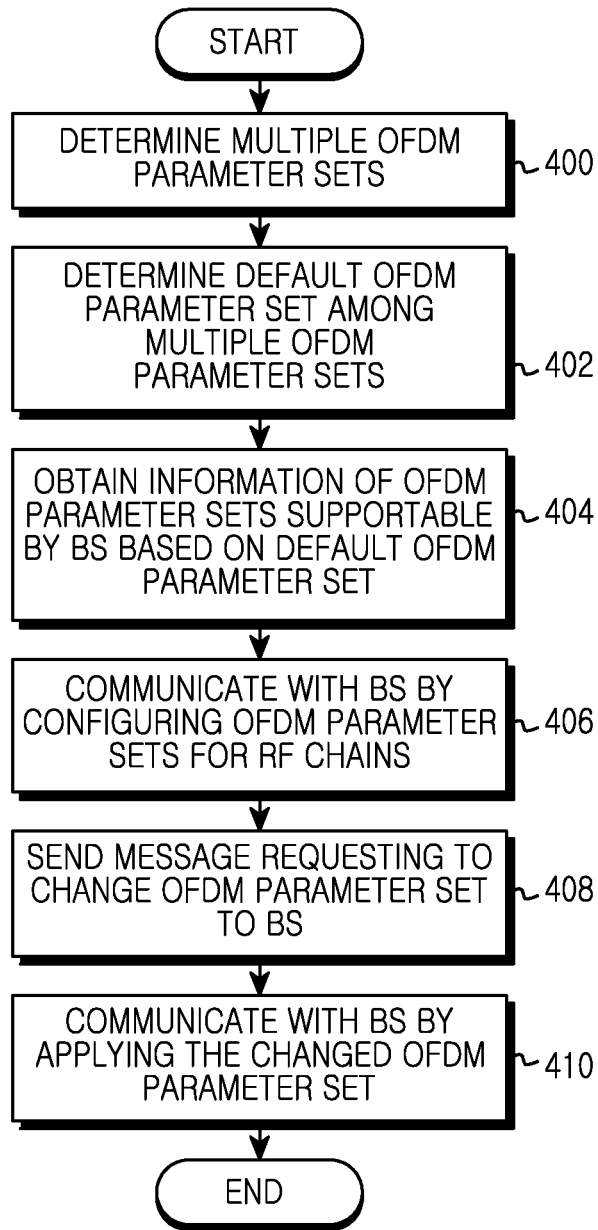 START
DETERMINE MULTIPLE OFDM
PARAMETER SETS
400
DETERMINE DEFAULT OFDM
PARAMETER SET AMONG
MULTIPLE OFDM
PARAMETER SETS
402
OBTAIN INFORMATION OF OFDM
PARAMETER SETS SUPPORTABLE
BY BS BASED ON DEFAULT OFDM
PARAMETER SET
404
COMMUNICATE WITH BS BY
CONFIGURING OFDM PARAMETER
SETS FOR RF CHAINS
406
SEND MESSAGE REQUESTING TO
CHANGE OFDM PARAMETER SET
TO BS
408
COMMUNICATE WITH BS BY
APPLYING THE CHANGED OFDM
PARAMETER SET
410
END